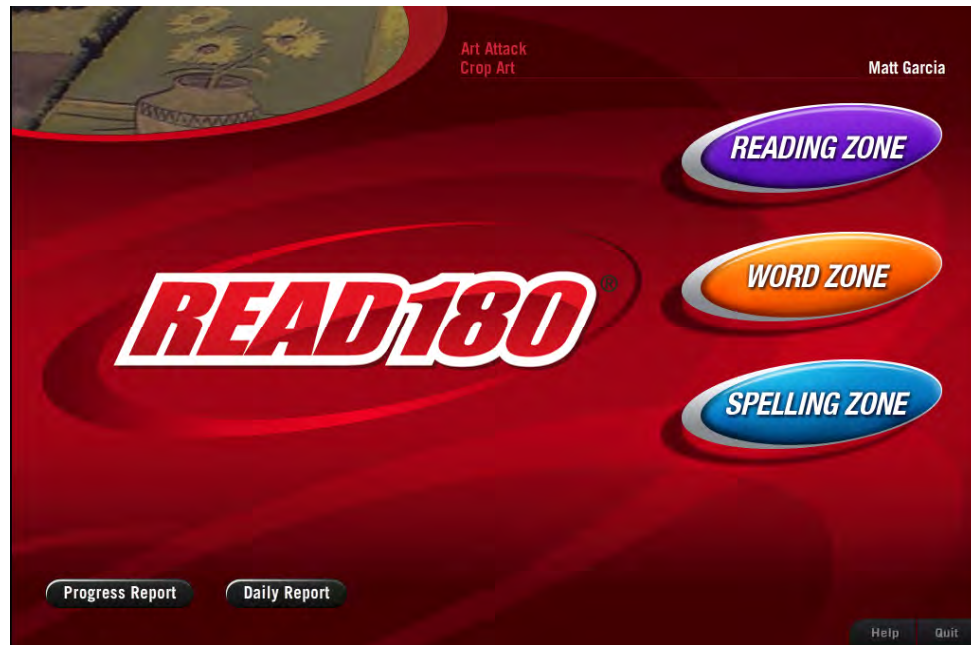 Art Attack
Crop Art
Matt Garcia
READING ZONE
WORD ZONE
READ180®
SPELLING ZONE
Progress Report
Daily Report
Help
Quit